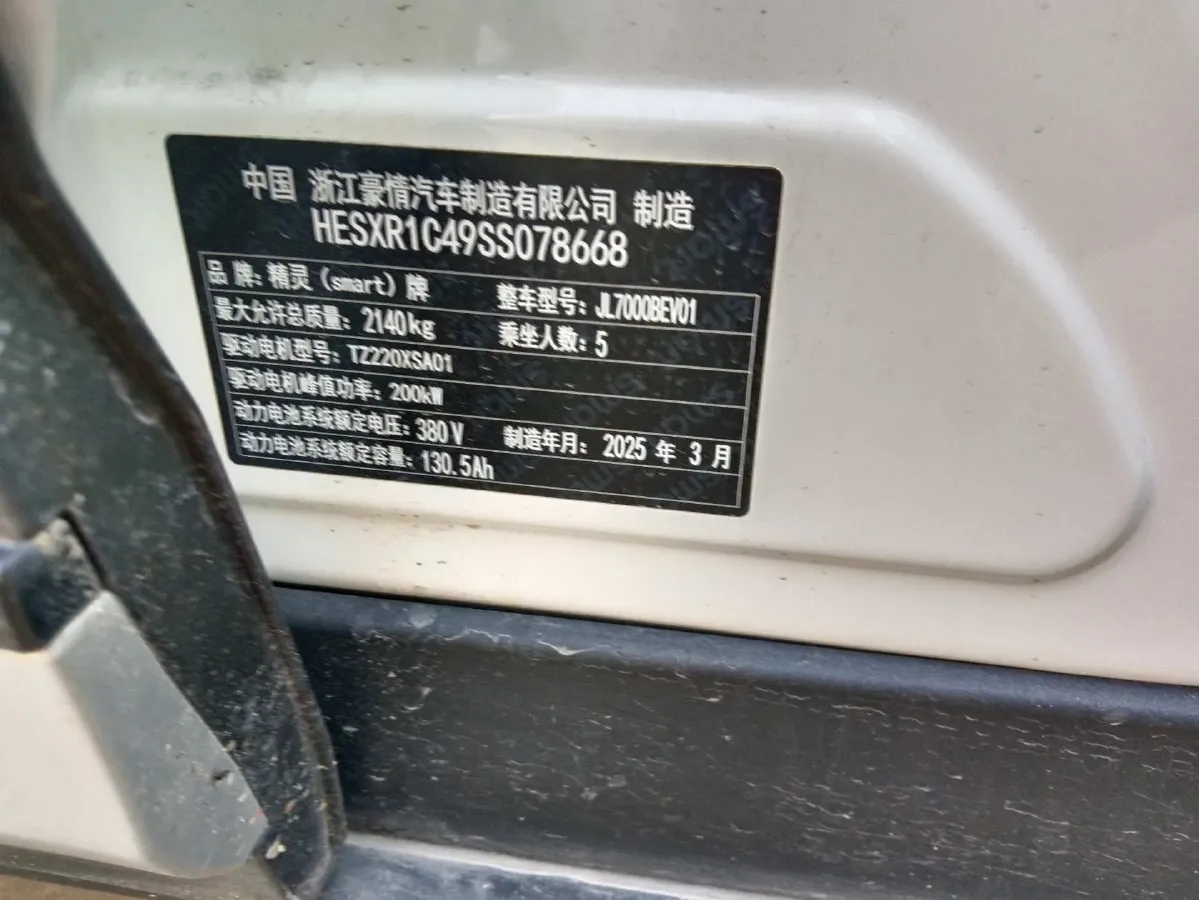 中国 浙江豪情汽车制造有限公司 制造
HESXR1C49SS078668
品 牌: 精灵 (smart) 牌 整车型号: JL7000BEV01
最大允许总质量: 2140kg 乘坐人数: 5
驱动电机型号: TZ220XSA01
驱动电机峰值功率: 200kW
动力电池系统额定电压: 380V 制造年月: 2025 年 3 月
动力电池系统额定容量: 130.5Ah